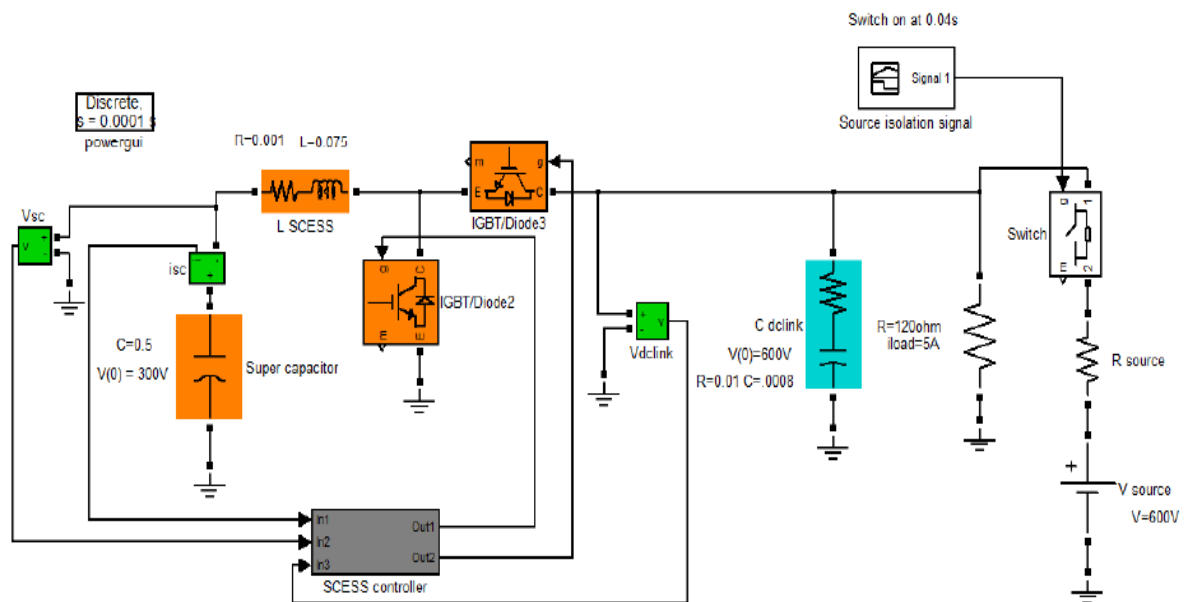 Switch on at 0.04s
Signal 1
Source isolation signal
Discrete,
s = 0.0001 s
powergui
R=0.001 L=0.075
L SCESS
m
g
E
C
IGBT/Diode3
Vsc
v
+
-
isc
-
+
g
C
m
E
IGBT/Diode2
C=0.5
V(0) = 300V
Super capacitor
+
-
v
Vdclink
C dclink
V(0)=600V
R=0.01 C=.0008
R=120ohm
iload=5A
g
1
Switch
m
2
R source
+
V source
V=600V
In1
In2
In3
Out1
Out2
SCESS controller